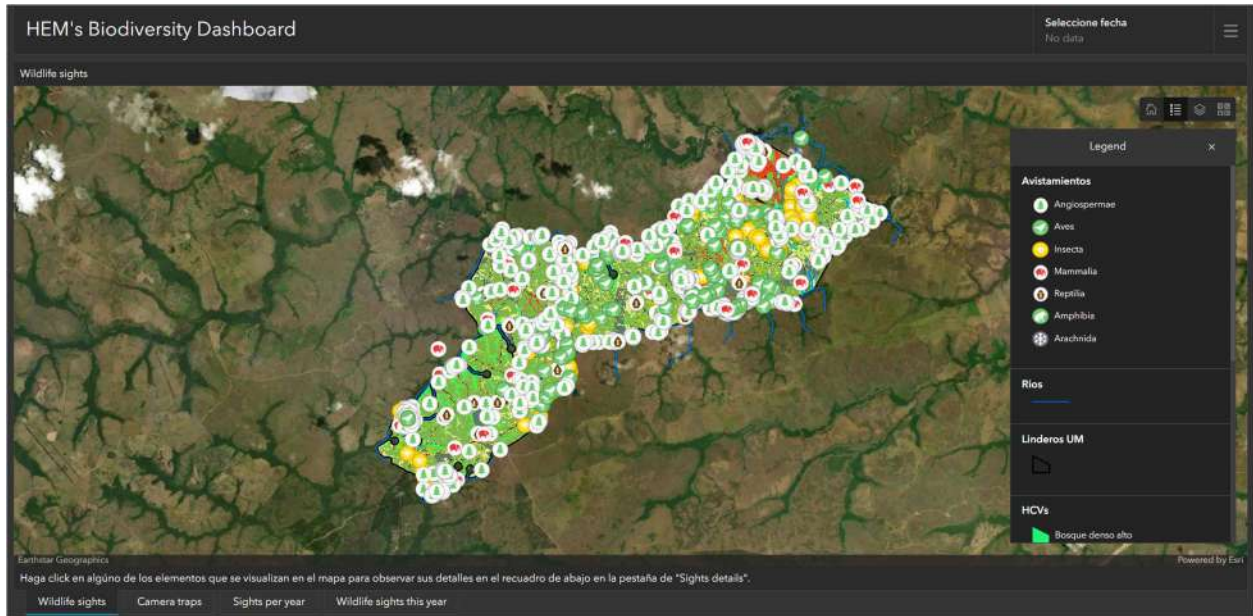 HEM's Biodiversity Dashboard
Seleccione fecha
No data
Wildlife sights
Legend
Avistamientos
Angiospermae
Aves
Insecta
Mammalia
Reptilia
Amphibia
Arachnida
Rios
Linderos UM
HCVs
Bosque denso alto
Earthstar Geographics
Powered by Esri
Haga click en algúno de los elementos que se visualizan en el mapa para observar sus detalles en el recuadro de abajo en la pestaña de "Sights details".
Wildlife sights Camera traps Sights per year Wildlife sights this year